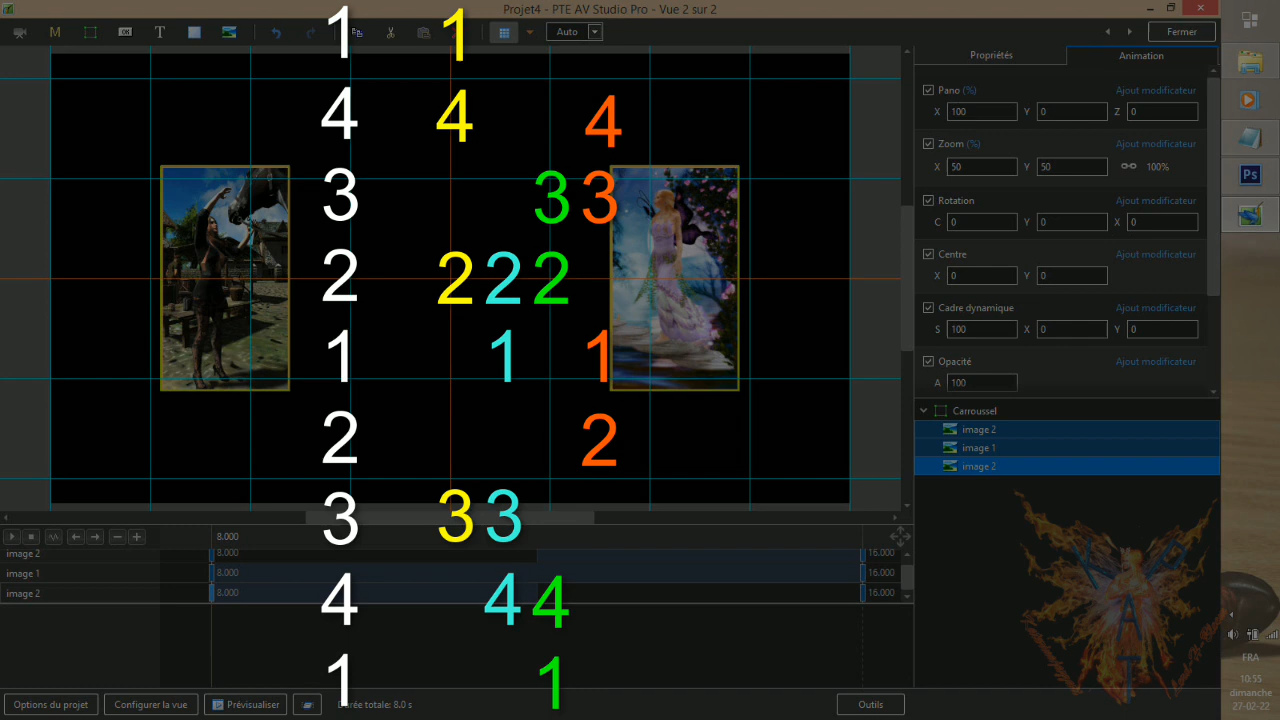 Projet4 - PTE AV Studio Pro - Vue 2 sur 2
M OK T Auto Fermer
1 1
Propriétés Animation
Pano (%) Ajout modificateur
X 100 Y 0 Z 0
4 4 4
Zoom (%) Ajout modificateur
X 50 Y 50 100%
3 3 3
Rotation Ajout modificateur
C 0 Y 0 X 0
Centre Ajout modificateur
X 0 Y 0
2 2 2 2
Cadre dynamique Ajout modificateur
S 100 X 0 Y 0
1 1 1
Opacité Ajout modificateur
A 100
Carroussel
image 2
image 1
image 2
2 2
3 3 3
8.000
image 2 8.000 16.000
image 1 8.000 16.000
image 2 8.000 16.000
4 4 4
1 1
Options du projet Configurer la vue Prévisualiser Durée totale: 8.0 s Outils
Ps
KPO
A
T
FRA
10:55
dimanche
27-02-22